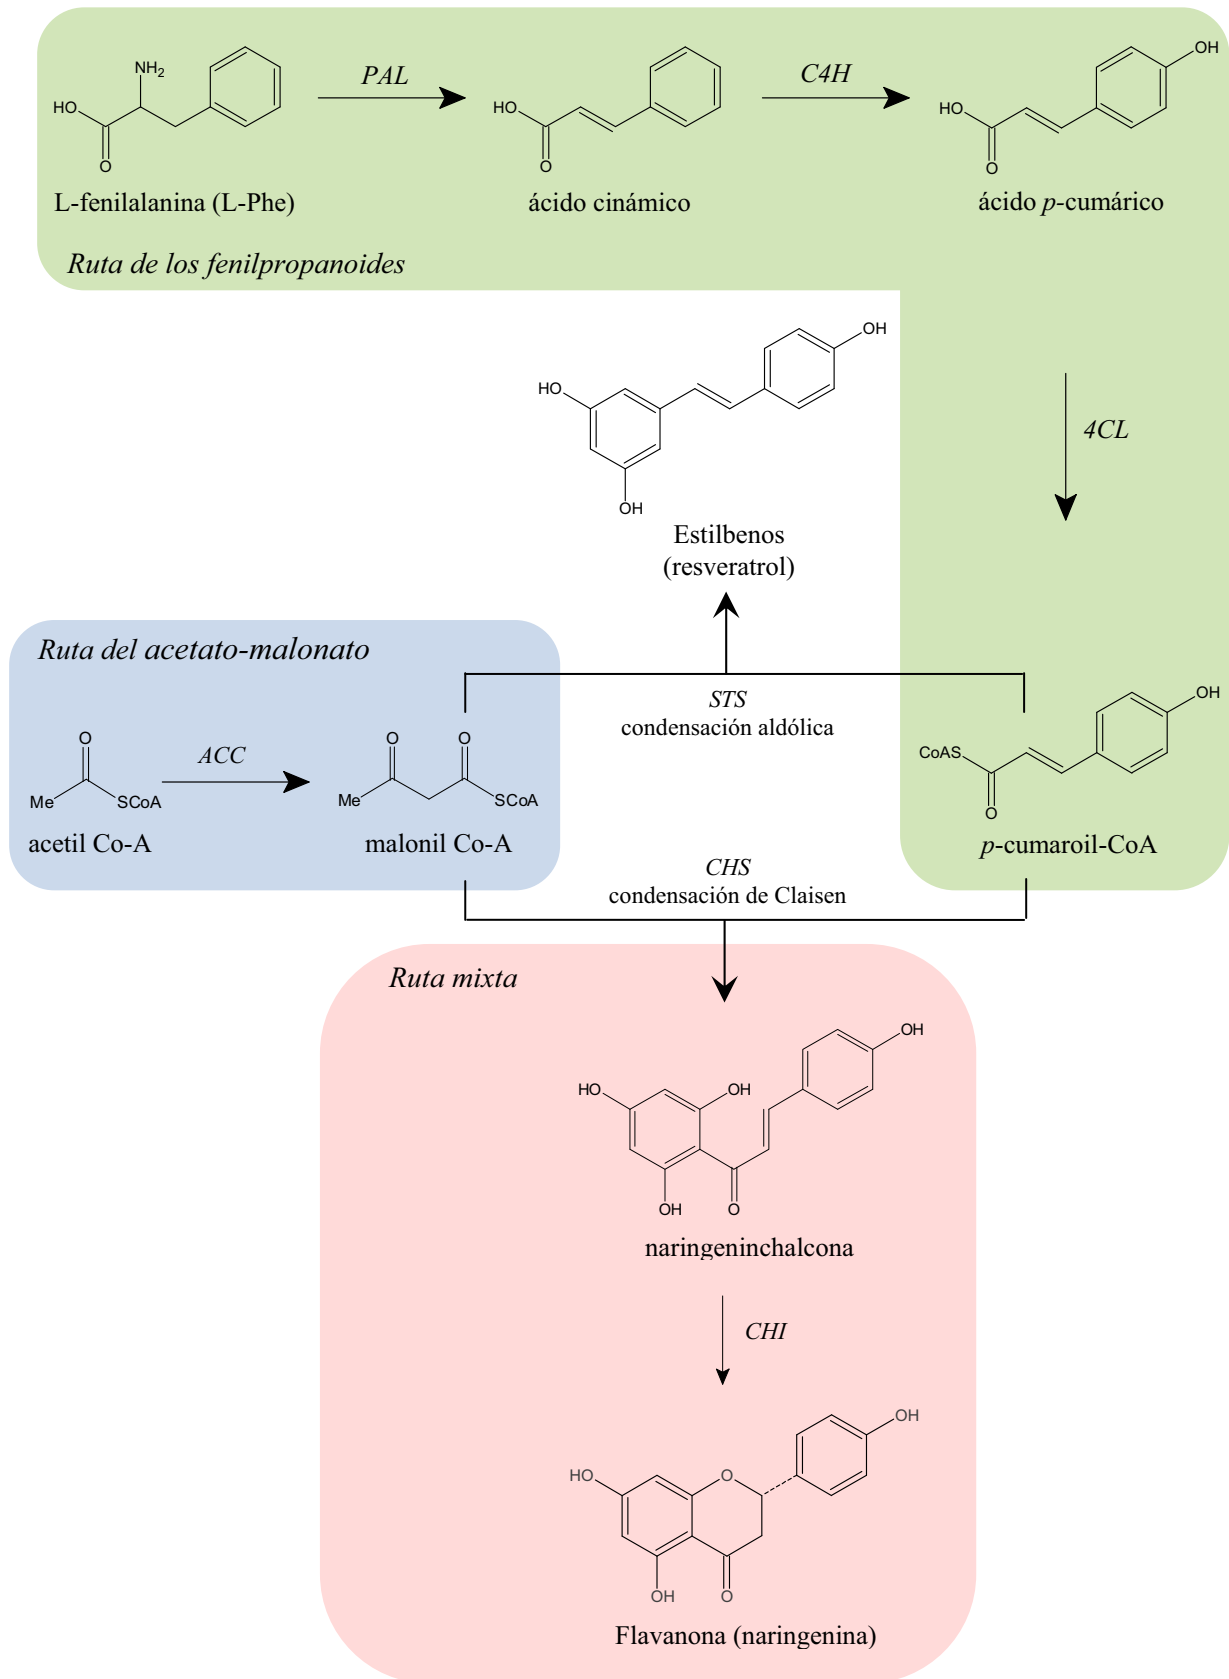 OH
NH₂
PAL
C4H
HO
O
HO
O
HO
O
L-fenilalanina (L-Phe)
ácido cinámico
ácido p-cumárico
Ruta de los fenilpropanoides
OH
HO
OH
4CL
Estilbenos
(resveratrol)
Ruta del acetato-malonato
STS
condensación aldólica
OH
O
ACC
O
O
CoAS
O
Me
SCoA
Me
SCoA
acetil Co-A
malonil Co-A
p-cumaroil-CoA
CHS
condensación de Claisen
Ruta mixta
OH
HO
OH
OH
O
naringeninchalcona
CHI
OH
HO
O
OH
O
Flavanona (naringenina)